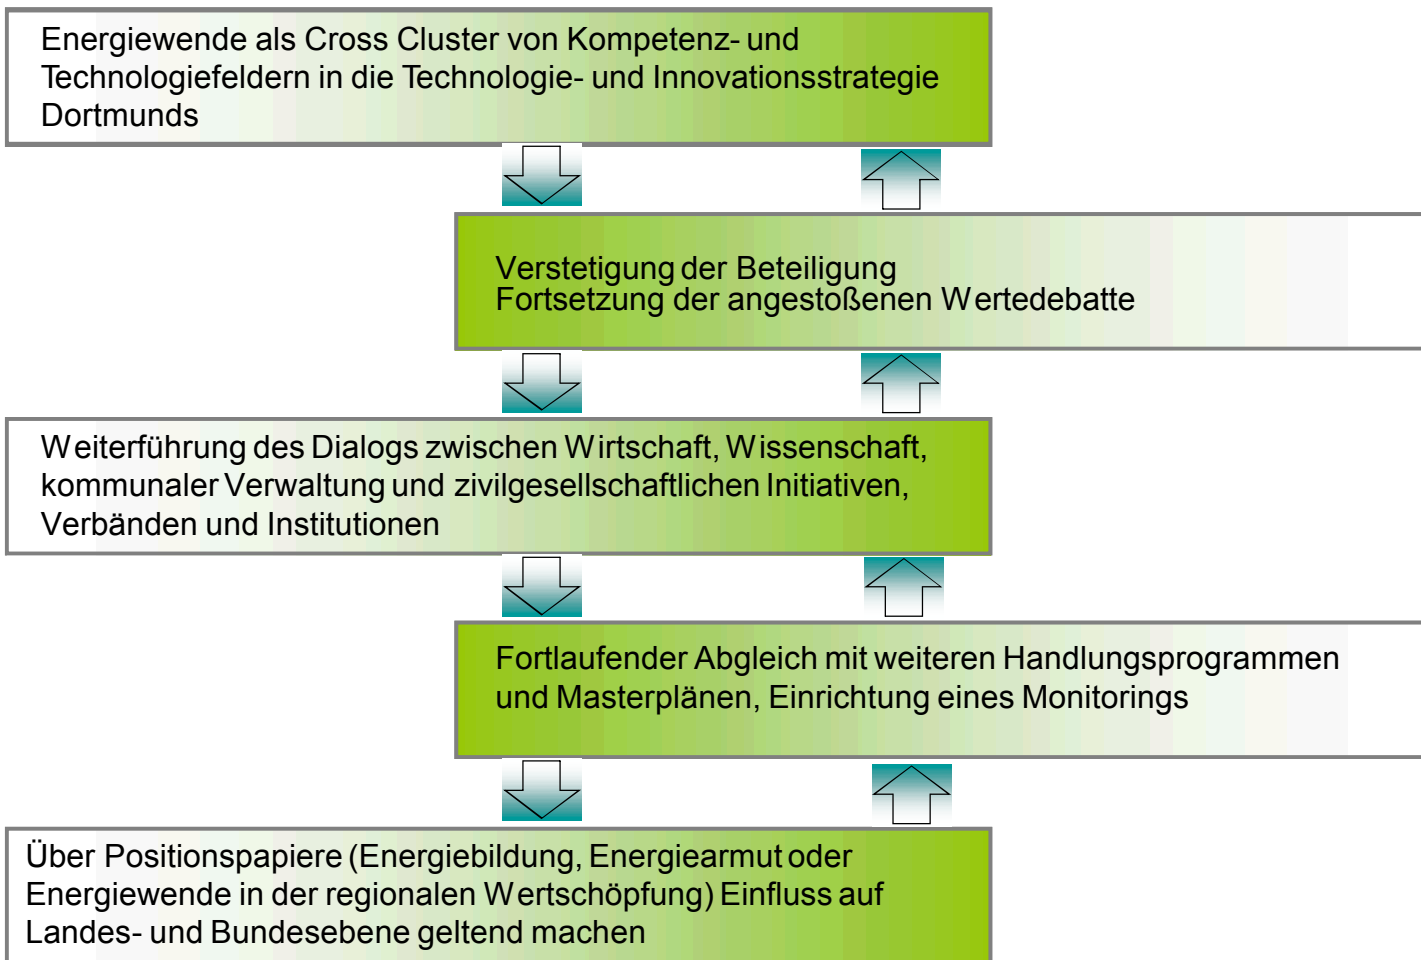 Energiewende als Cross Cluster von Kompetenz- und
Technologiefeldern in die Technologie- und Innovationsstrategie
Dortmunds
Verstetigung der Beteiligung
Fortsetzung der angestoßenen Wertedebatte
Weiterführung des Dialogs zwischen Wirtschaft, Wissenschaft,
kommunaler Verwaltung und zivilgesellschaftlichen Initiativen,
Verbänden und Institutionen
Fortlaufender Abgleich mit weiteren Handlungsprogrammen
und Masterplänen, Einrichtung eines Monitorings
Über Positionspapiere (Energiebildung, Energiearmut oder
Energiewende in der regionalen Wertschöpfung) Einfluss auf
Landes- und Bundesebene geltend machen